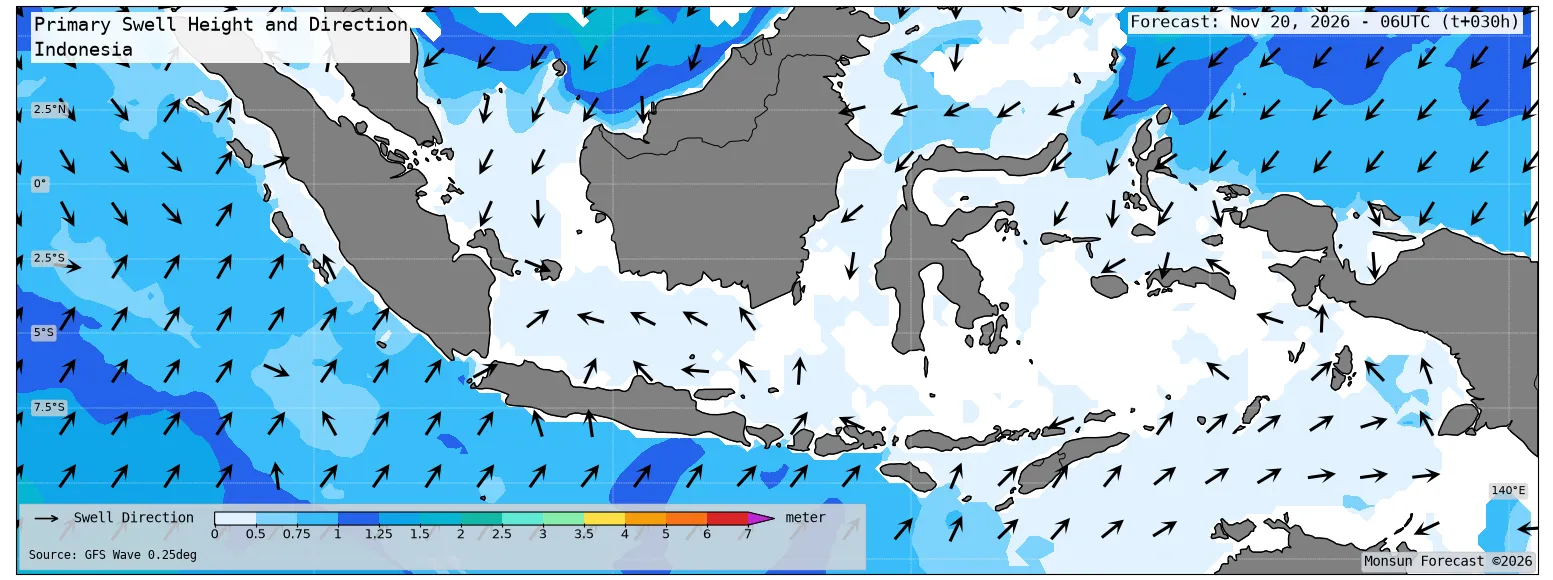 Primary Swell Height and Direction
Indonesia
Forecast: Nov 20, 2026 - 06UTC (t+030h)
2.5°N
0°
2.5°S
5°S
7.5°S
140°E
Swell Direction
0 0.5 0.75 1 1.25 1.5 2 2.5 3 3.5 4 5 6 7
meter
Source: GFS Wave 0.25deg
Monsun Forecast ©2026